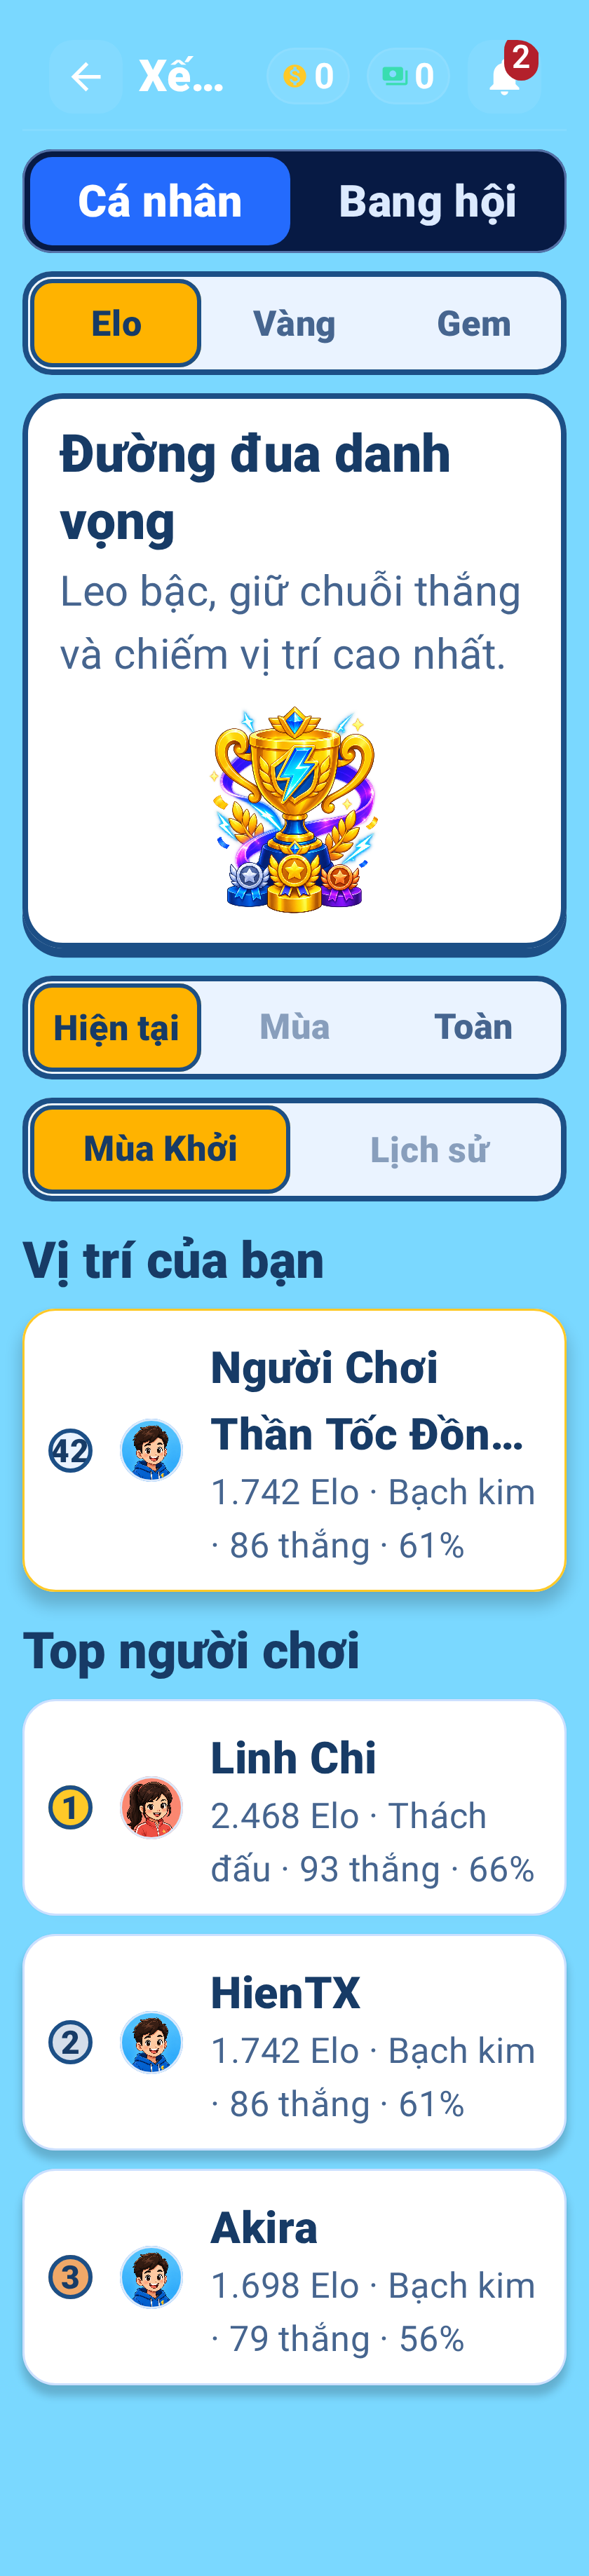 Xế...
0
0
2
Cá nhân
Bang hội
Elo
Vàng
Gem
Đường đua danh
vọng
Leo bậc, giữ chuỗi thắng
và chiếm vị trí cao nhất.
Hiện tại
Mùa
Toàn
Mùa Khởi
Lịch sử
Vị trí của bạn
42
Người Chơi
Thần Tốc Đồn...
1.742 Elo · Bạch kim
· 86 thắng · 61%
Top người chơi
1
Linh Chi
2.468 Elo · Thách
đấu · 93 thắng · 66%
2
HienTX
1.742 Elo · Bạch kim
· 86 thắng · 61%
3
Akira
1.698 Elo · Bạch kim
· 79 thắng · 56%